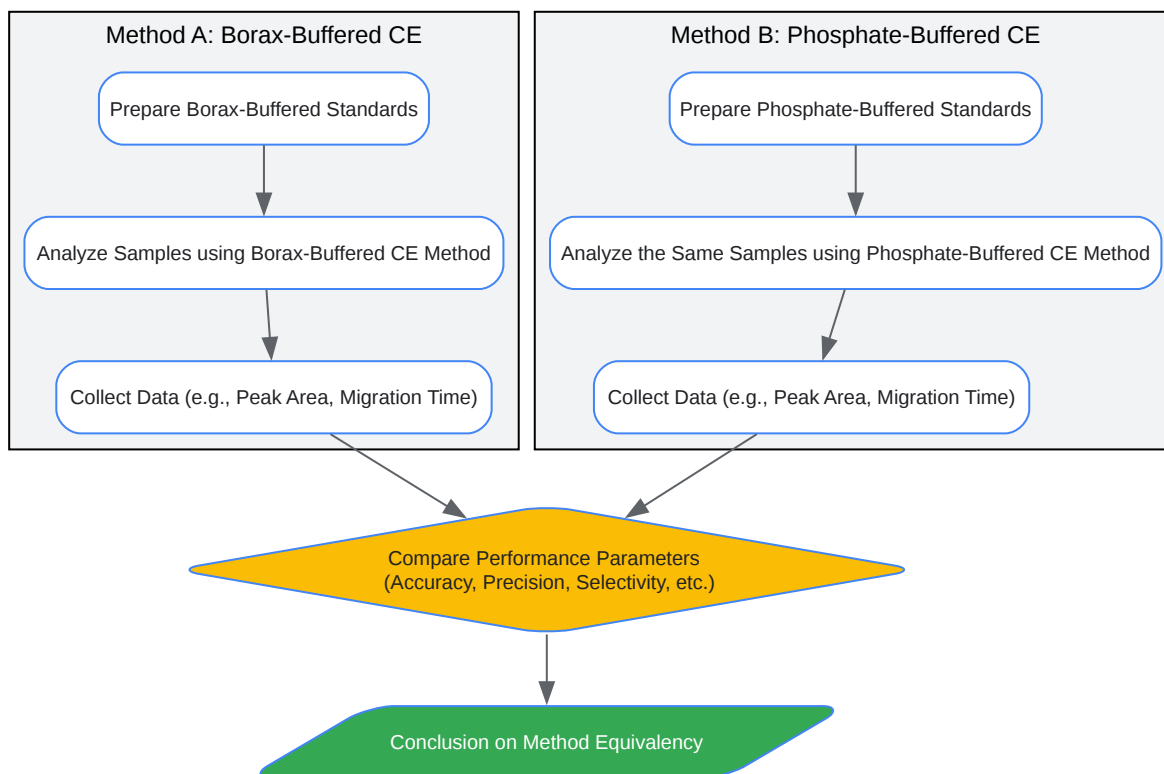 Method A: Borax-Buffered CE
Prepare Borax-Buffered Standards
Analyze Samples using Borax-Buffered CE Method
Collect Data (e.g., Peak Area, Migration Time)
Method B: Phosphate-Buffered CE
Prepare Phosphate-Buffered Standards
Analyze the Same Samples using Phosphate-Buffered CE Method
Collect Data (e.g., Peak Area, Migration Time)
Compare Performance Parameters
(Accuracy, Precision, Selectivity, etc.)
Conclusion on Method Equivalency